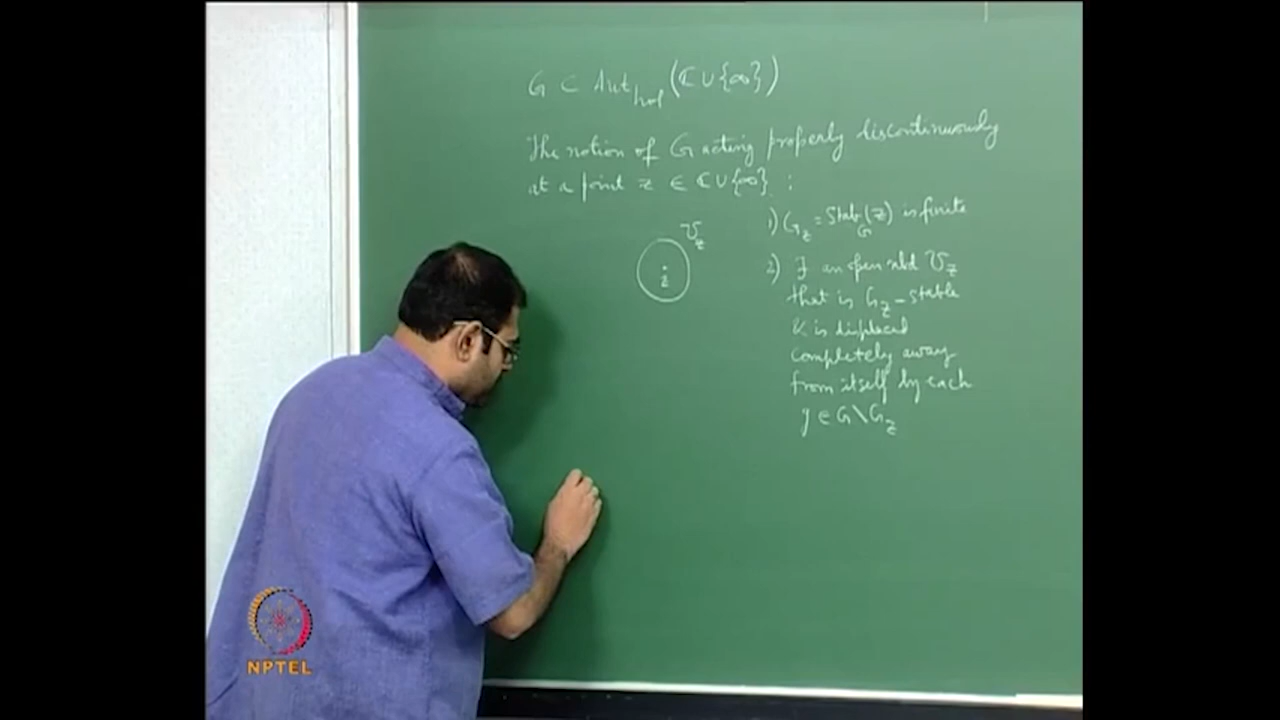 G ⊂ Aut_hol (ℂ ∪ {∞})
The notion of G acting properly discontinuously
at a point z ∈ ℂ ∪ {∞} :
1) G_z = Stab_G(z) is finite
U_z
z
2) ∃ an open nbd U_z
that is G_z-stable
& is displaced
completely away
from itself by each
g ∈ G \ G_z
NPTEL